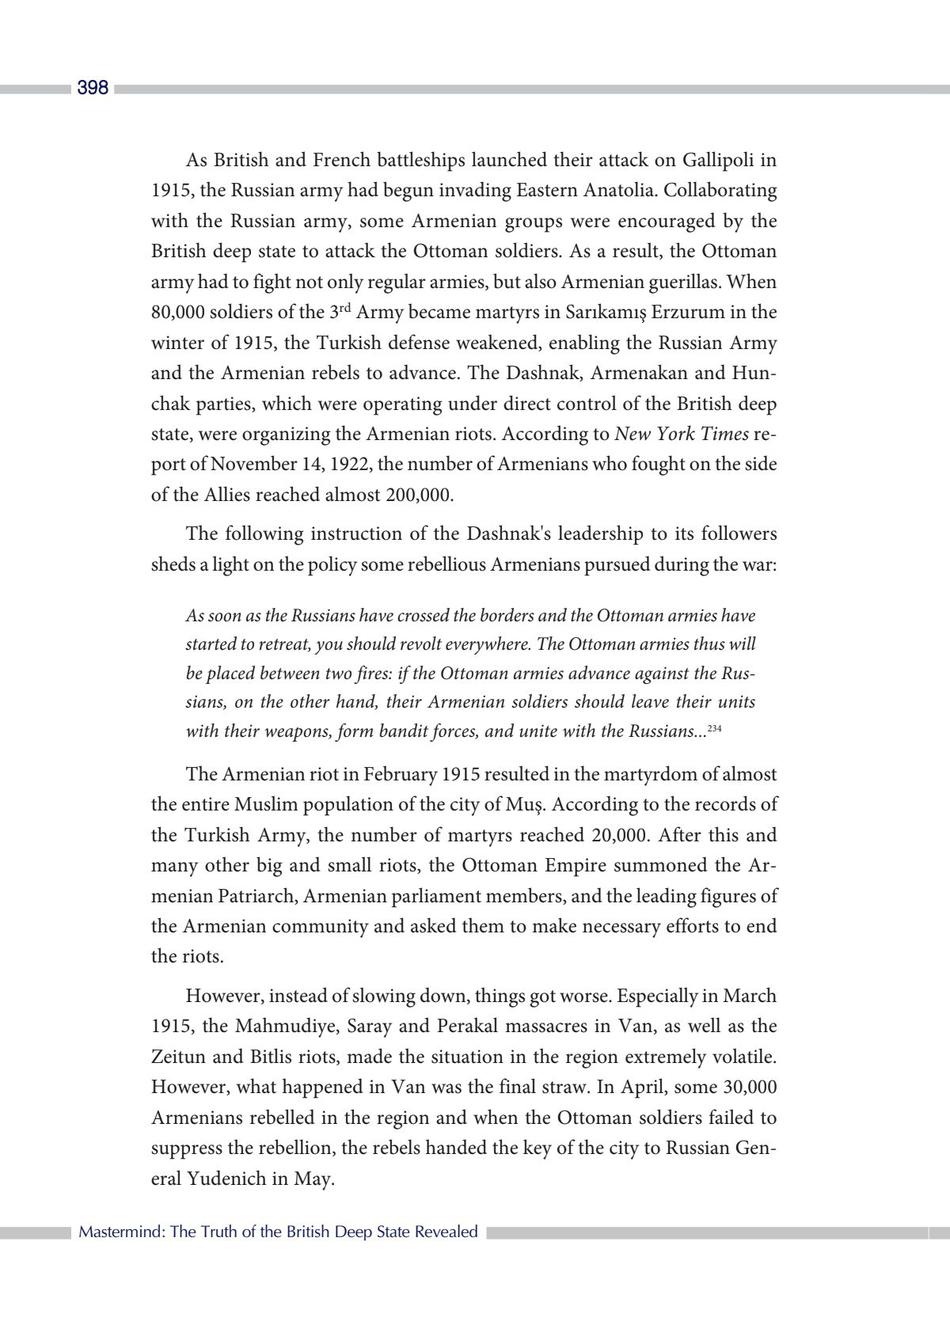 398
As British and French battleships launched their attack on Gallipoli in
1915, the Russian army had begun invading Eastern Anatolia. Collaborating
with the Russian army, some Armenian groups were encouraged by the
British deep state to attack the Ottoman soldiers. As a result, the Ottoman
army had to fight not only regular armies, but also Armenian guerillas. When
80,000 soldiers of the 3rd Army became martyrs in Sarıkamış Erzurum in the
winter of 1915, the Turkish defense weakened, enabling the Russian Army
and the Armenian rebels to advance. The Dashnak, Armenakan and Hun-
chak parties, which were operating under direct control of the British deep
state, were organizing the Armenian riots. According to New York Times re-
port of November 14, 1922, the number of Armenians who fought on the side
of the Allies reached almost 200,000.
The following instruction of the Dashnak's leadership to its followers
sheds a light on the policy some rebellious Armenians pursued during the war:
As soon as the Russians have crossed the borders and the Ottoman armies have
started to retreat, you should revolt everywhere. The Ottoman armies thus will
be placed between two fires: if the Ottoman armies advance against the Rus-
sians, on the other hand, their Armenian soldiers should leave their units
with their weapons, form bandit forces, and unite with the Russians...234
The Armenian riot in February 1915 resulted in the martyrdom of almost
the entire Muslim population of the city of Muş. According to the records of
the Turkish Army, the number of martyrs reached 20,000. After this and
many other big and small riots, the Ottoman Empire summoned the Ar-
menian Patriarch, Armenian parliament members, and the leading figures of
the Armenian community and asked them to make necessary efforts to end
the riots.
However, instead of slowing down, things got worse. Especially in March
1915, the Mahmudiye, Saray and Perakal massacres in Van, as well as the
Zeitun and Bitlis riots, made the situation in the region extremely volatile.
However, what happened in Van was the final straw. In April, some 30,000
Armenians rebelled in the region and when the Ottoman soldiers failed to
suppress the rebellion, the rebels handed the key of the city to Russian Gen-
eral Yudenich in May.
Mastermind: The Truth of the British Deep State Revealed